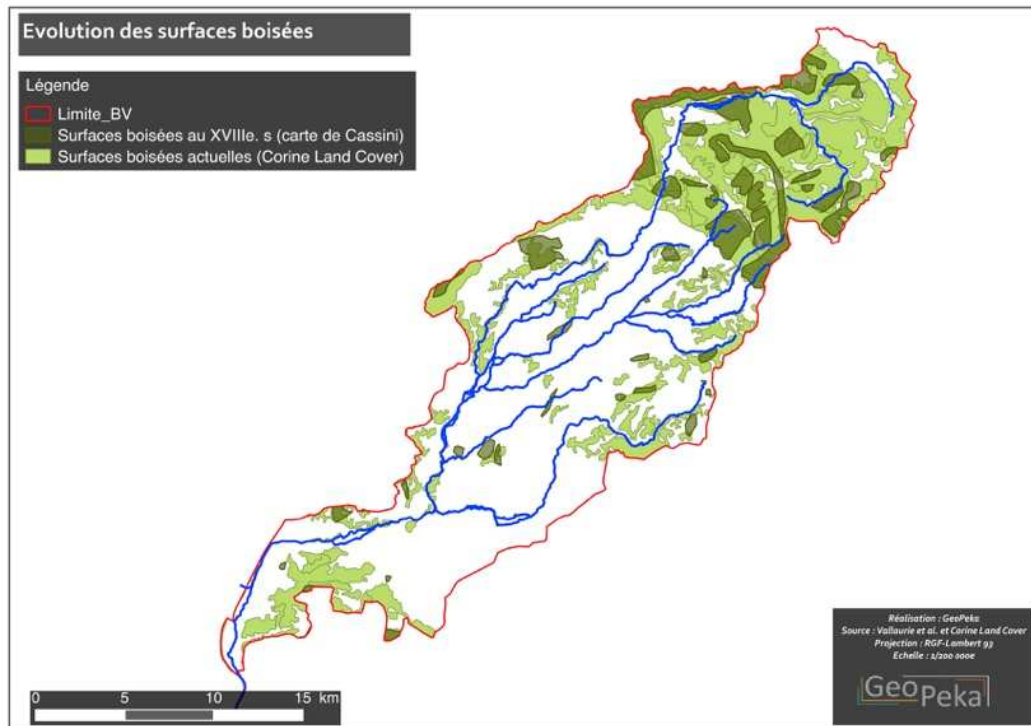 Evolution des surfaces boisées
Légende
Limite_BV
Surfaces boisées au XVIIIe. s (carte de Cassini)
Surfaces boisées actuelles (Corine Land Cover)
0 5 10 15 km
Réalisation : GeoPeka
Source : Vallaurie et al. et Corine Land Cover
Projection : RGF-Lambert 93
Echelle : 1/200 000e
GeoPeka